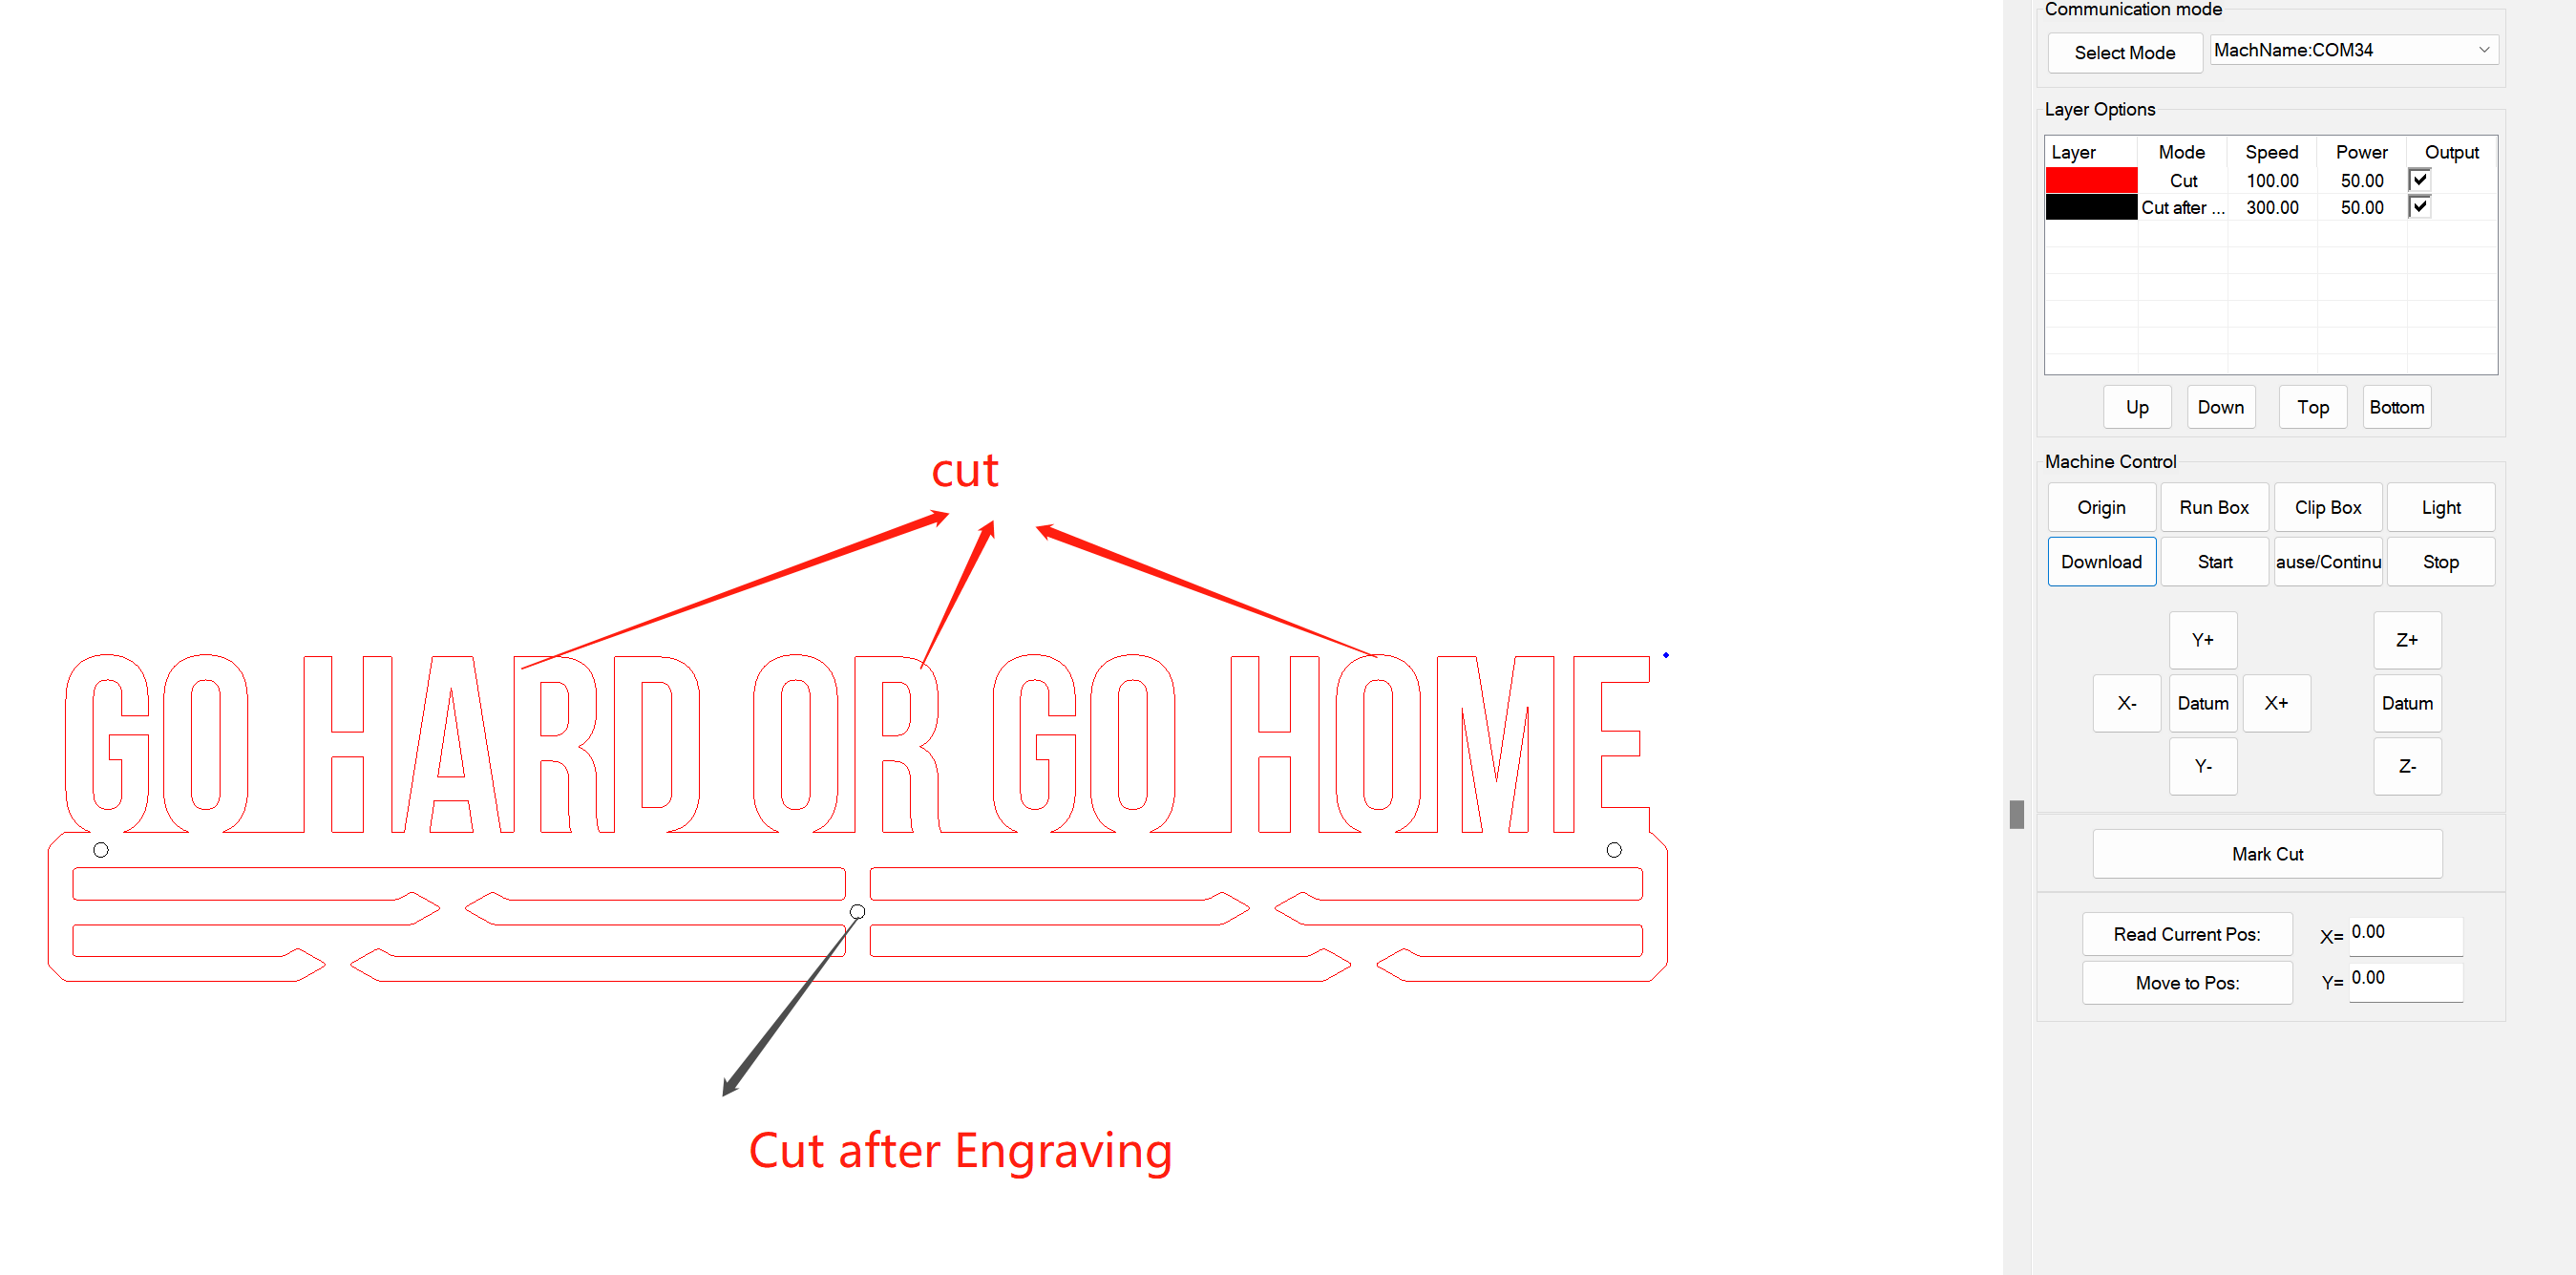 Communication mode
Select Mode MachName:COM34
Layer Options
Layer Mode Speed Power Output
Cut 100.00 50.00
Cut after ... 300.00 50.00
Up Down Top Bottom
Machine Control
Origin Run Box Clip Box Light
Download Start ause/Continu Stop
Y+ Z+
X- Datum X+ Datum
Y- Z-
Mark Cut
Read Current Pos: X= 0.00
Move to Pos: Y= 0.00
cut
GO HARD OR GO HOME
Cut after Engraving